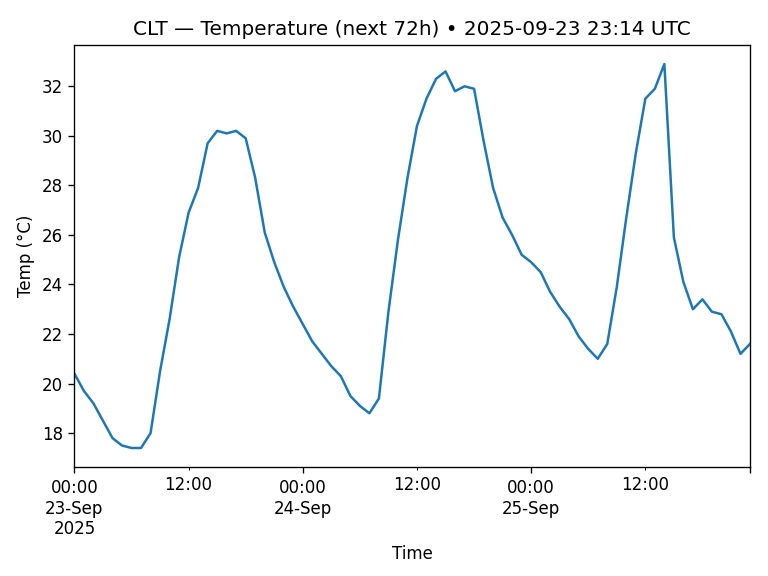 CLT — Temperature (next 72h) • 2025-09-23 23:14 UTC
Temp (°C)
32
30
28
26
24
22
20
18
00:00 12:00 00:00 12:00 00:00 12:00
23-Sep 24-Sep 25-Sep
2025
Time